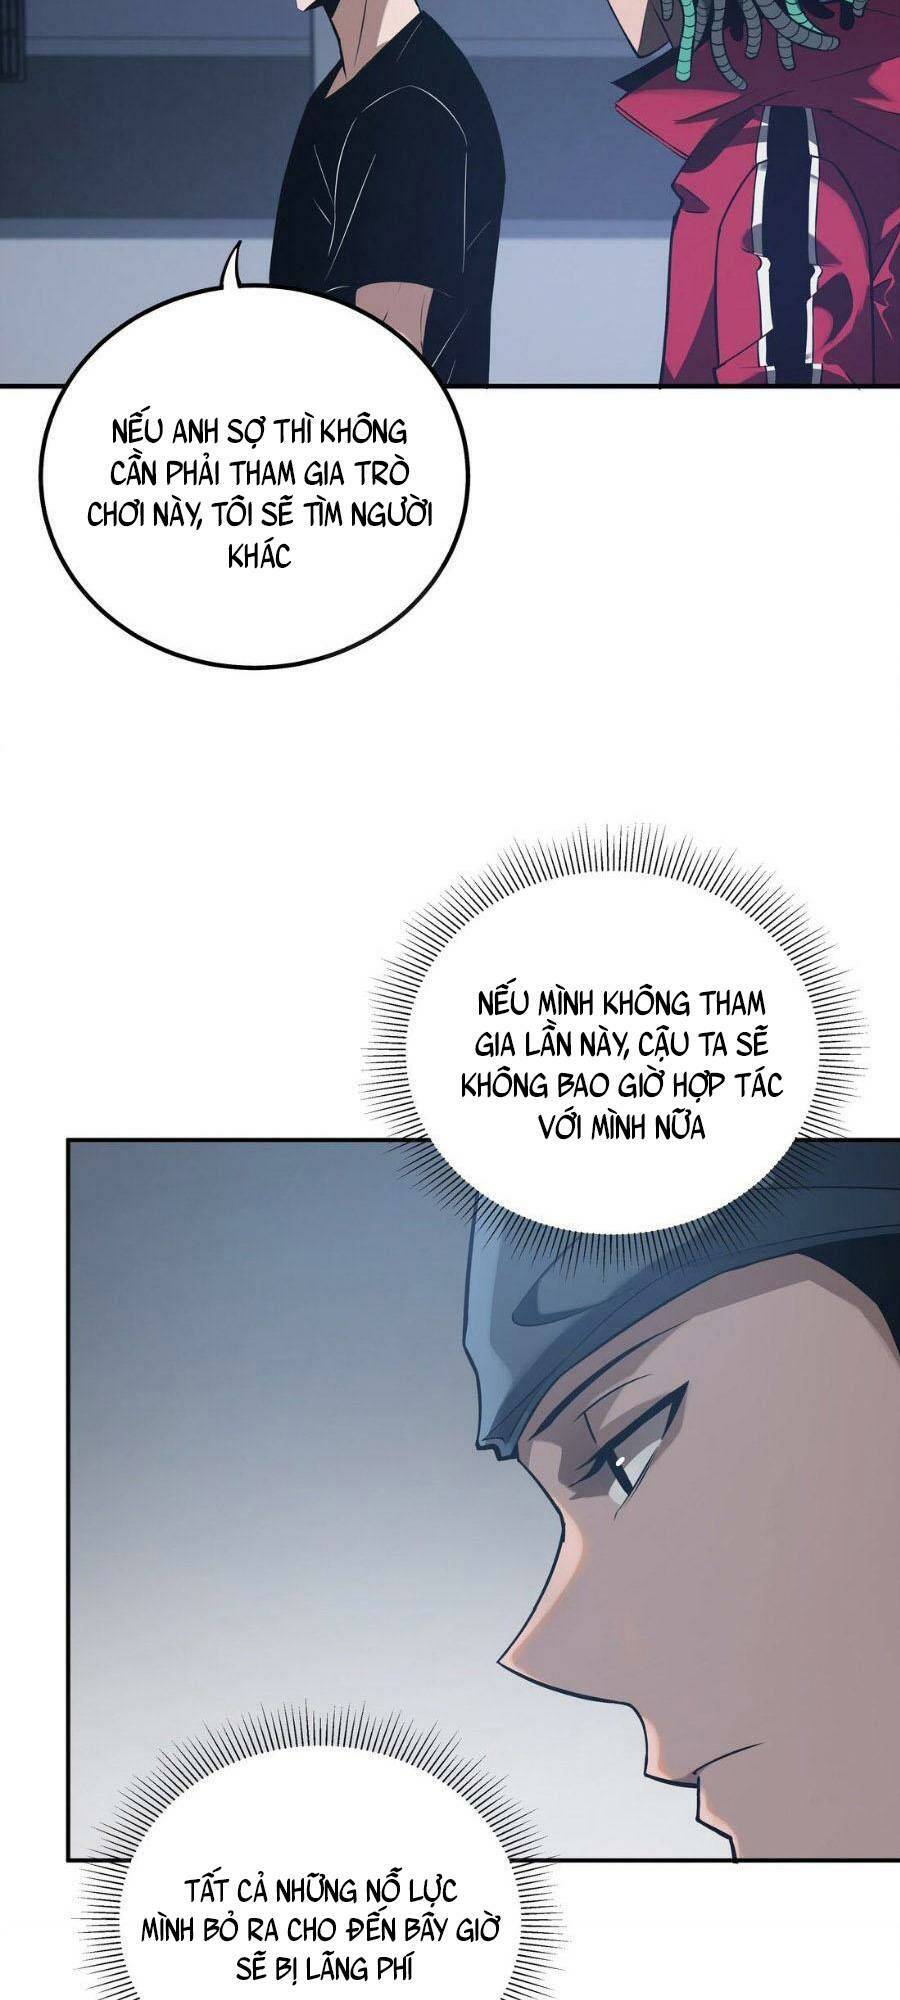 NẾU ANH SỢ THÌ KHÔNG
CẦN PHẢI THAM GIA TRÒ
CHƠI NÀY, TÔI SẼ TÌM NGƯỜI
KHÁC
NẾU MÌNH KHÔNG THAM
GIA LẦN NÀY, CẬU TA SẼ
KHÔNG BAO GIỜ HỢP TÁC
VỚI MÌNH NỮA
TẤT CẢ NHỮNG NỖ LỰC
MÌNH BỎ RA CHO ĐẾN BÂY GIỜ
SẼ BỊ LÃNG PHÍ